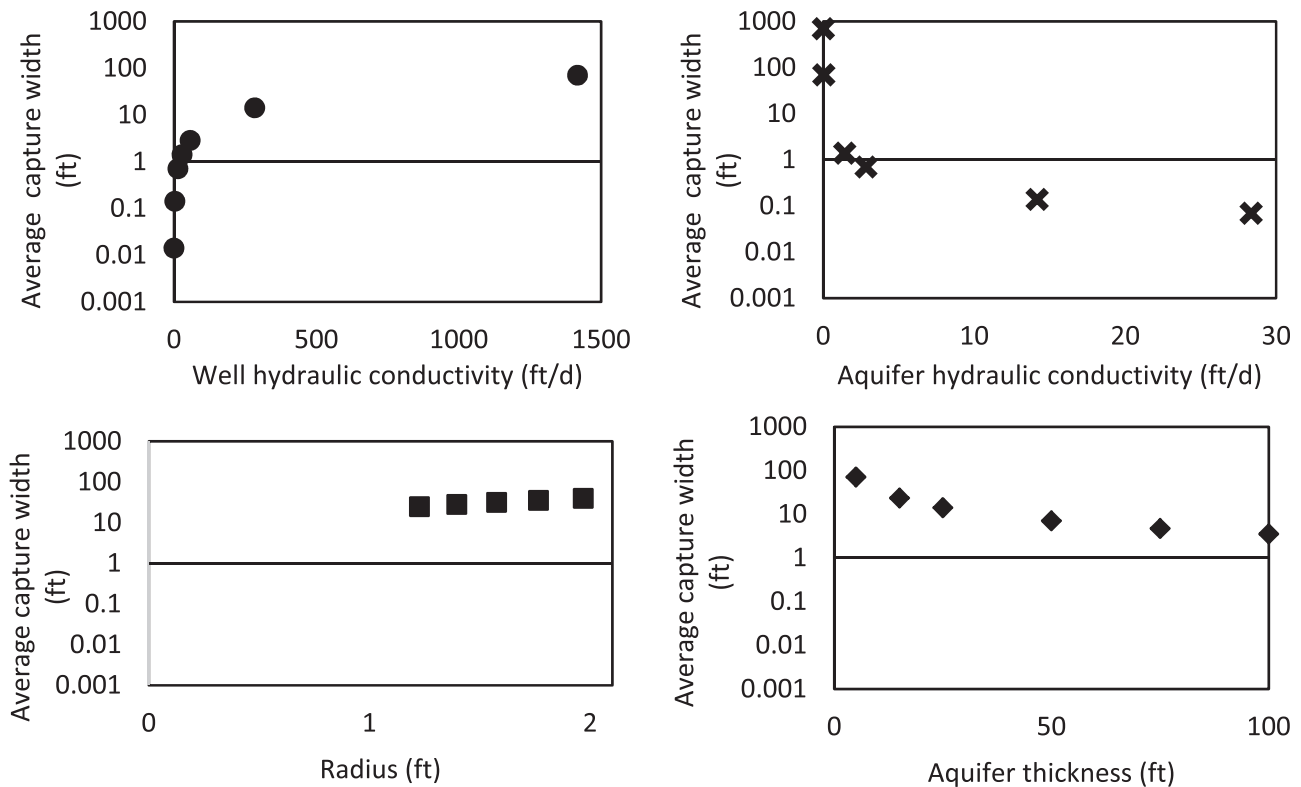 Average capture width
(ft)
1000
100
10
1
0.1
0.01
0.001
0 500 1000 1500
Well hydraulic conductivity (ft/d)
Average capture width
(ft)
1000
100
10
1
0.1
0.01
0.001
0 10 20 30
Aquifer hydraulic conductivity (ft/d)
Average capture width
(ft)
1000
100
10
1
0.1
0.01
0.001
0 1 2
Radius (ft)
Average capture width
(ft)
1000
100
10
1
0.1
0.01
0.001
0 50 100
Aquifer thickness (ft)